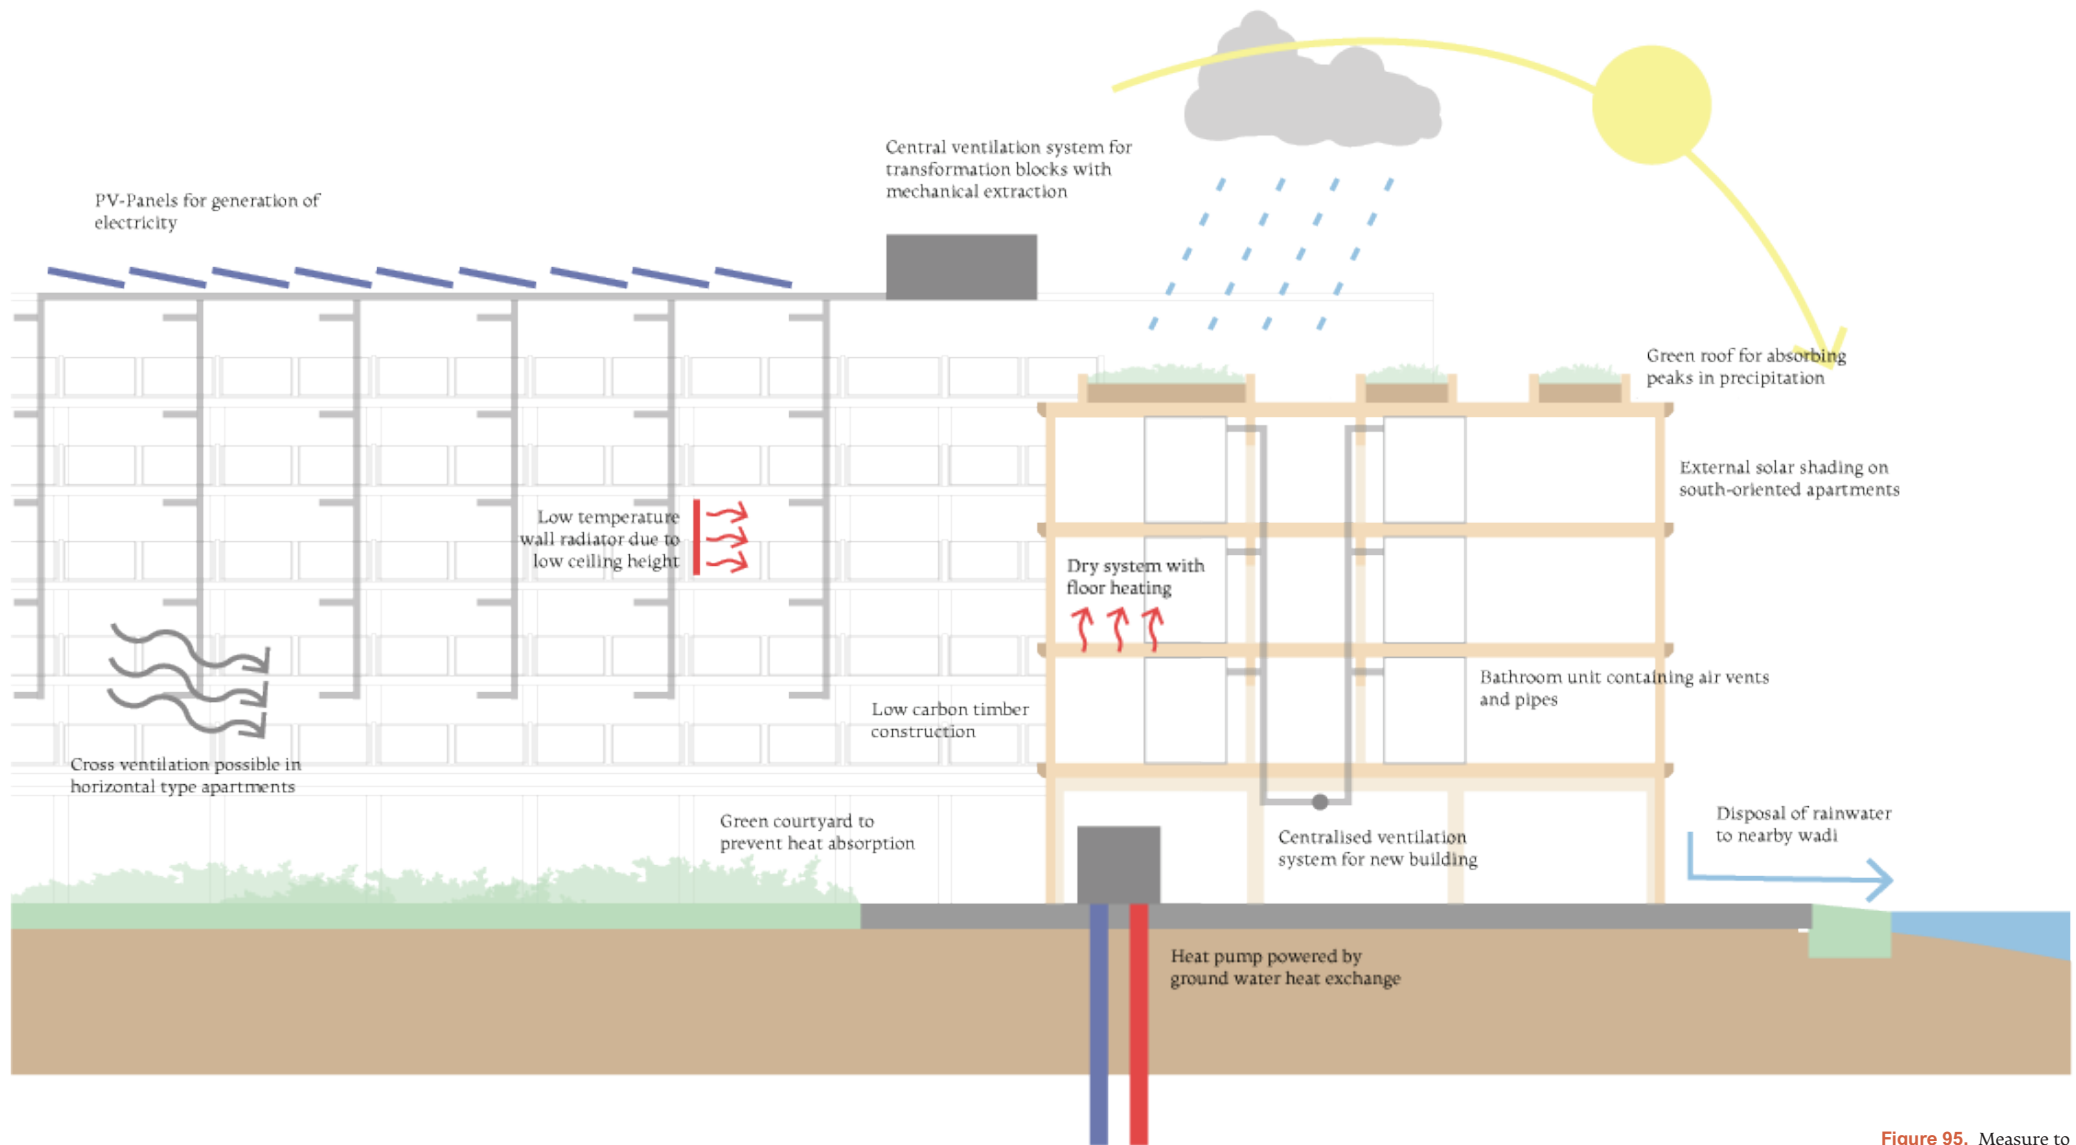 PV-Panels for generation of
electricity
Central ventilation system for
transformation blocks with
mechanical extraction
Green roof for absorbing
peaks in precipitation
External solar shading on
south-oriented apartments
Low temperature
wall radiator due to
low ceiling height
Dry system with
floor heating
Bathroom unit containing air vents
and pipes
Low carbon timber
construction
Cross ventilation possible in
horizontal type apartments
Green courtyard to
prevent heat absorption
Centralised ventilation
system for new building
Disposal of rainwater
to nearby wadi
Heat pump powered by
ground water heat exchange
Figure 95. Measure to